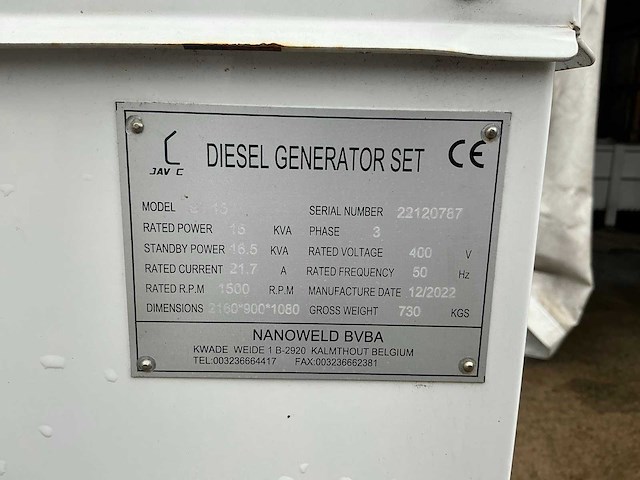 JAV C
DIESEL GENERATOR SET
CE
MODEL
SERIAL NUMBER 22120787
RATED POWER 15 KVA PHASE 3
STANDBY POWER 16.5 KVA RATED VOLTAGE 400 V
RATED CURRENT 21.7 A RATED FREQUENCY 50 Hz
RATED R.P.M 1500 R.P.M MANUFACTURE DATE 12/2022
DIMENSIONS 2160*900*1080 GROSS WEIGHT 730 KGS
NANOWELD BVBA
KWADE WEIDE 1 B-2920 KALMTHOUT BELGIUM
TEL:003236664417 FAX:003236662381